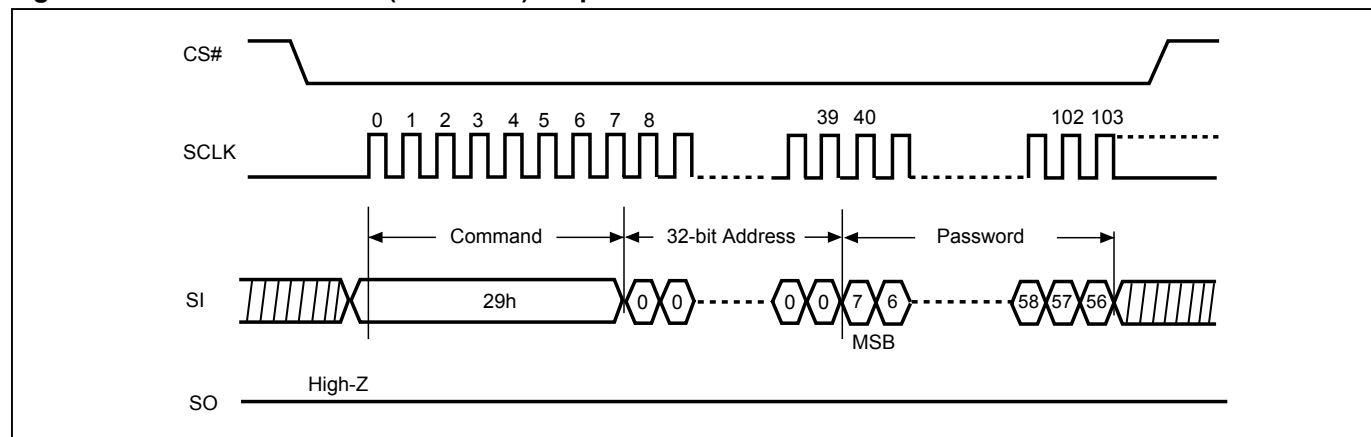 CS#
0 1 2 3 4 5 6 7 8 39 40 102 103
SCLK
Command 32-bit Address Password
SI 29h 0 0 0 0 7 6 58 57 56
MSB
High-Z
SO